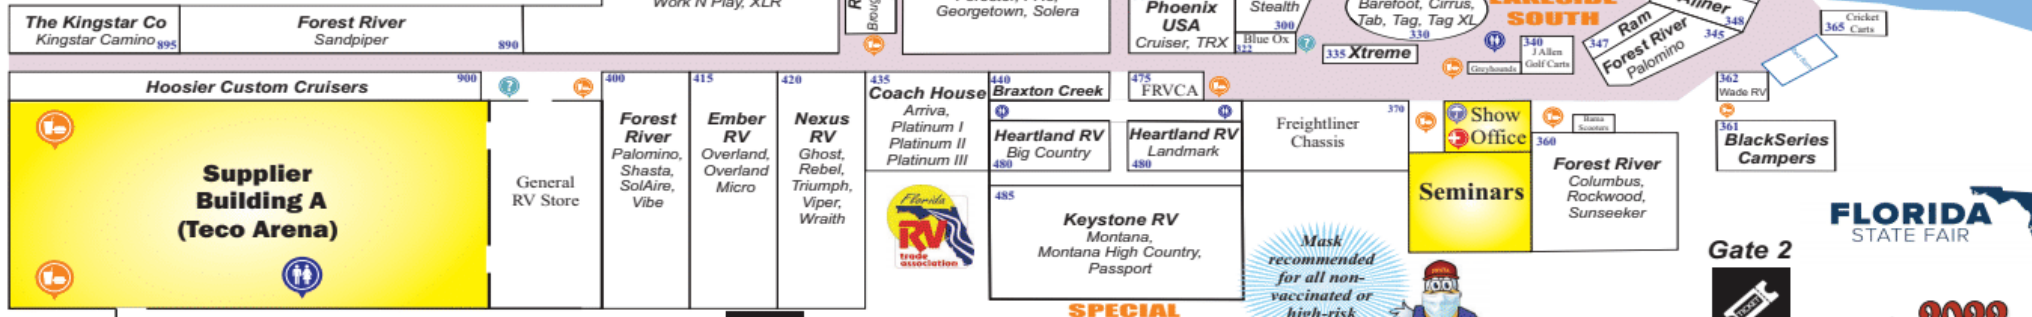 Work N Play, XLR
Georgetown, Solera
The Kingstar Co
Kingstar Camino 895
Forest River
Sandpiper
890
Phoenix
USA
Cruiser, TRX
Stealth
300
Blue Ox
322
Barefoot, Cirrus,
Tab, Tag, Tag XL
330
LAKESIDE
SOUTH
335 Xtreme
Greyhounds
340
J Allen
Golf Carts
347
Ram
Forest River
Palomino
348
345
365 Cricket
Carts
362
Wade RV
361
BlackSeries
Campers
Hoosier Custom Cruisers
900
Supplier
Building A
(Teco Arena)
General
RV Store
400
Forest
River
Palomino,
Shasta,
SolAire,
Vibe
415
Ember
RV
Overland,
Overland
Micro
420
Nexus
RV
Ghost,
Rebel,
Triumph,
Viper,
Wraith
435
Coach House
Arriva,
Platinum I
Platinum II
Platinum III
Florida
RV
trade
association
440
Braxton Creek
Heartland RV
Big Country
480
475
FRVCA
Heartland RV
Landmark
480
485
Keystone RV
Montana,
Montana High Country,
Passport
SPECIAL
370
Freightliner
Chassis
Mask
recommended
for all non-
vaccinated or
high-risk
Show
Office
Seminars
Scooters
360
Forest River
Columbus,
Rockwood,
Sunseeker
FLORIDA
STATE FAIR
Gate 2
TICKET
2022